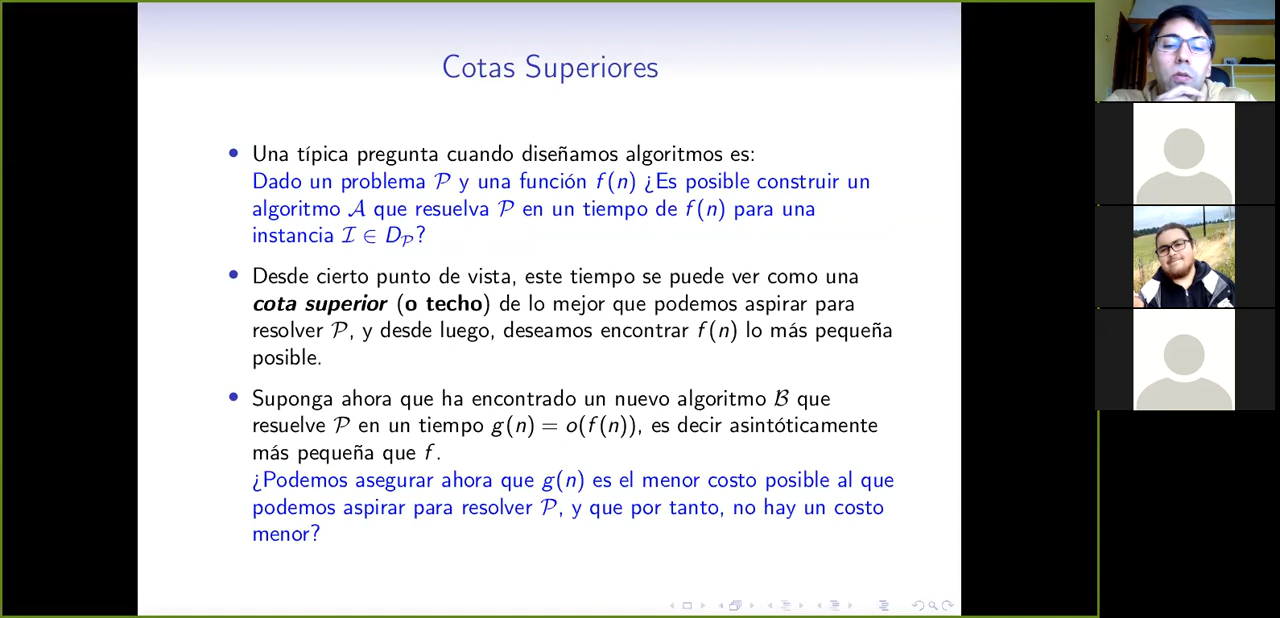 Cotas Superiores
• Una típica pregunta cuando diseñamos algoritmos es:
Dado un problema 𝒫 y una función f(n) ¿Es posible construir un
algoritmo 𝒜 que resuelva 𝒫 en un tiempo de f(n) para una
instancia ℐ ∈ D𝒫?
• Desde cierto punto de vista, este tiempo se puede ver como una
cota superior (o techo) de lo mejor que podemos aspirar para
resolver 𝒫, y desde luego, deseamos encontrar f(n) lo más pequeña
posible.
• Suponga ahora que ha encontrado un nuevo algoritmo ℬ que
resuelve 𝒫 en un tiempo g(n) = o(f(n)), es decir asintóticamente
más pequeña que f.
¿Podemos asegurar ahora que g(n) es el menor costo posible al que
podemos aspirar para resolver 𝒫, y que por tanto, no hay un costo
menor?